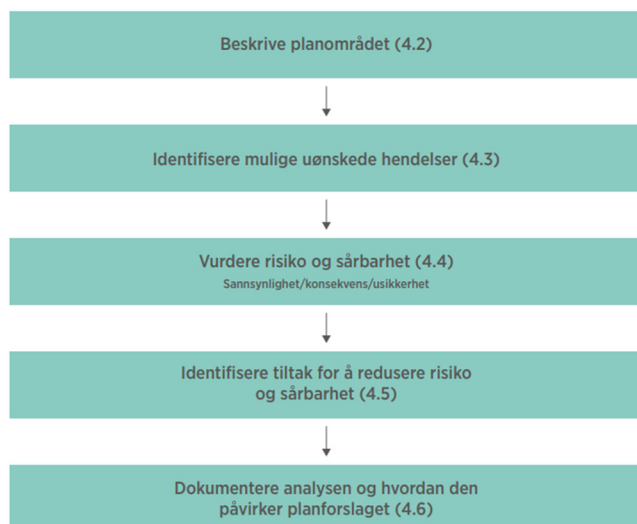 Beskrive planområdet (4.2)
Identifisere mulige uønskede hendelser (4.3)
Vurdere risiko og sårbarhet (4.4)
Sannsynlighet/konsekvens/usikkerhet
Identifisere tiltak for å redusere risiko
og sårbarhet (4.5)
Dokumentere analysen og hvordan den
påvirker planforslaget (4.6)